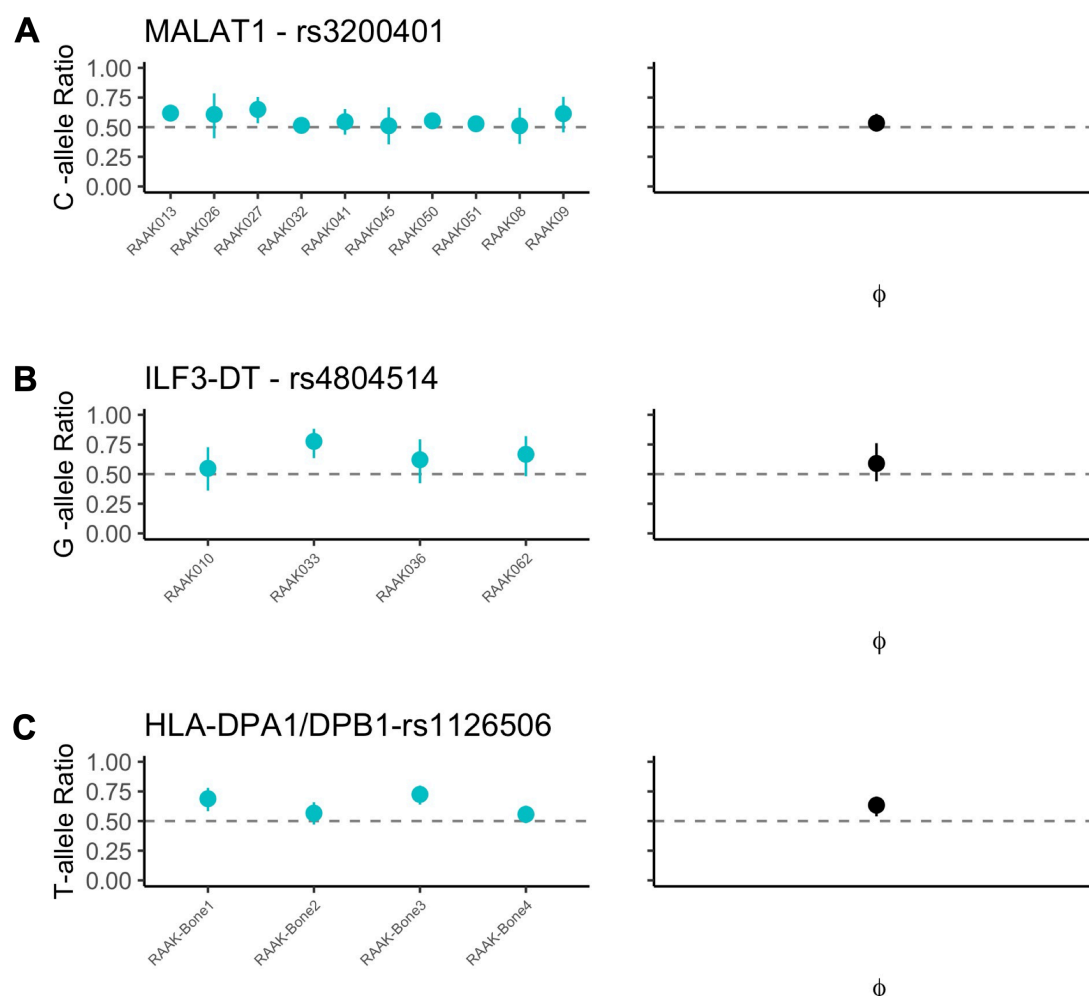 A
MALAT1 - rs3200401
C -allele Ratio
1.00
0.75
0.50
0.25
0.00
RAAK013
RAAK026
RAAK027
RAAK032
RAAK041
RAAK045
RAAK050
RAAK051
RAAK08
RAAK09
ϕ
B
ILF3-DT - rs4804514
G -allele Ratio
1.00
0.75
0.50
0.25
0.00
RAAK010
RAAK033
RAAK036
RAAK062
ϕ
C
HLA-DPA1/DPB1-rs1126506
T-allele Ratio
1.00
0.75
0.50
0.25
0.00
RAAK-Bone1
RAAK-Bone2
RAAK-Bone3
RAAK-Bone4
ϕ